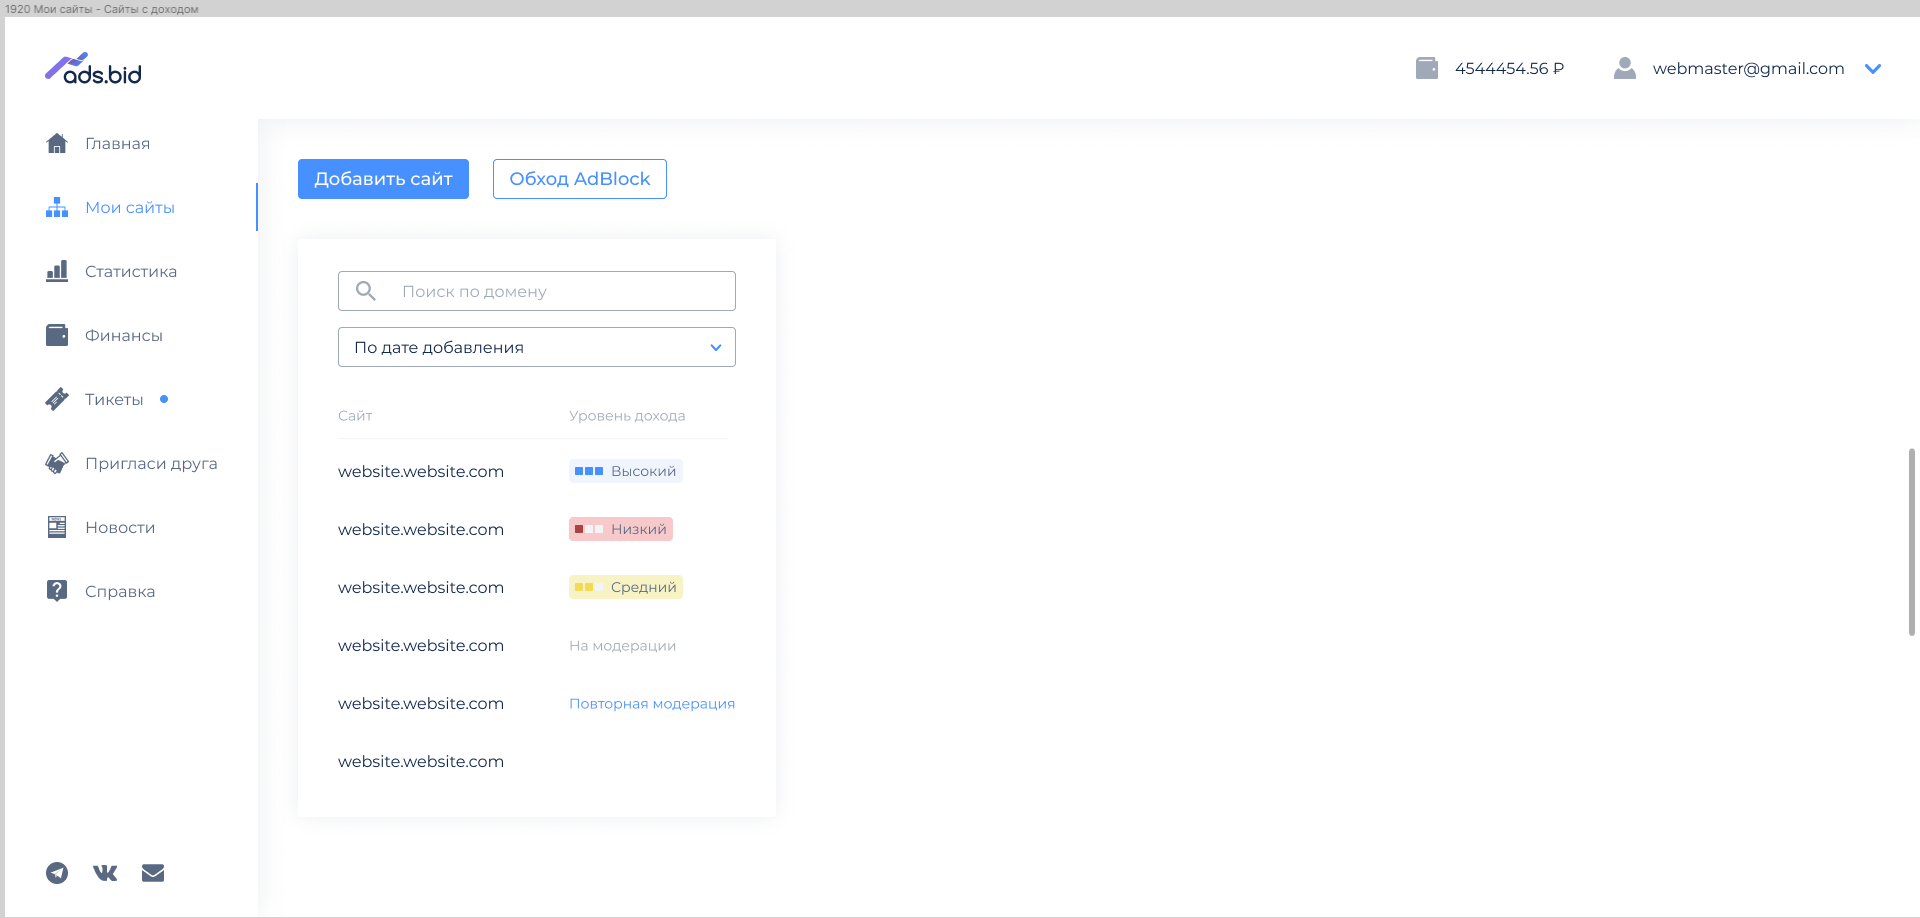 1920 Мои сайты - Сайты с доходом
ads.bid
4544454.56 ₽
webmaster@gmail.com
Главная
Мои сайты
Статистика
Финансы
Тикеты
Пригласи друга
Новости
Справка
Добавить сайт
Обход AdBlock
Поиск по домену
По дате добавления
Сайт Уровень дохода
website.website.com Высокий
website.website.com Низкий
website.website.com Средний
website.website.com На модерации
website.website.com Повторная модерация
website.website.com